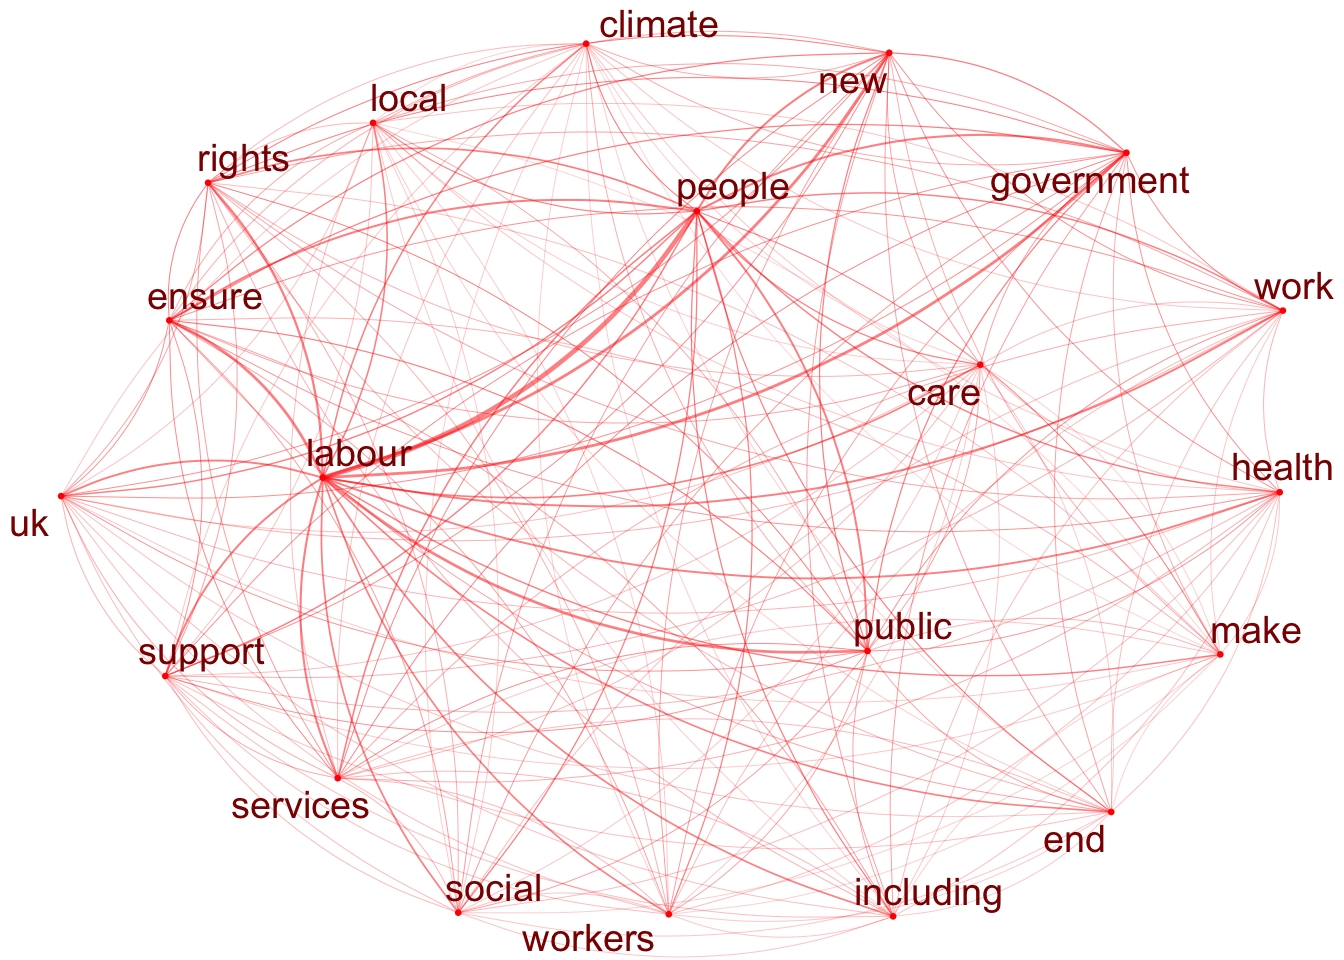 climate
new
local
rights
people
government
ensure
work
care
labour
health
uk
public
make
support
services
end
social
including
workers